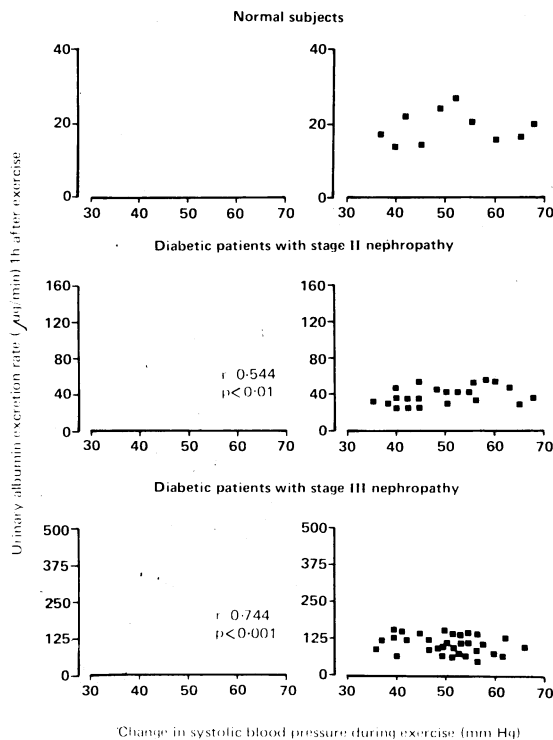 Normal subjects
40
20
0
30 40 50 60 70
40
20
0
30 40 50 60 70
Diabetic patients with stage II nephropathy
160
120
80
40
0
30 40 50 60 70
r 0·544
p<0·01
160
120
80
40
0
30 40 50 60 70
Diabetic patients with stage III nephropathy
500
375
250
125
0
30 40 50 60 70
r 0·744
p<0·001
500
375
250
125
0
30 40 50 60 70
Urinary albumin excretion rate (µg/min) 1h after exercise
Change in systolic blood pressure during exercise (mm Hg)